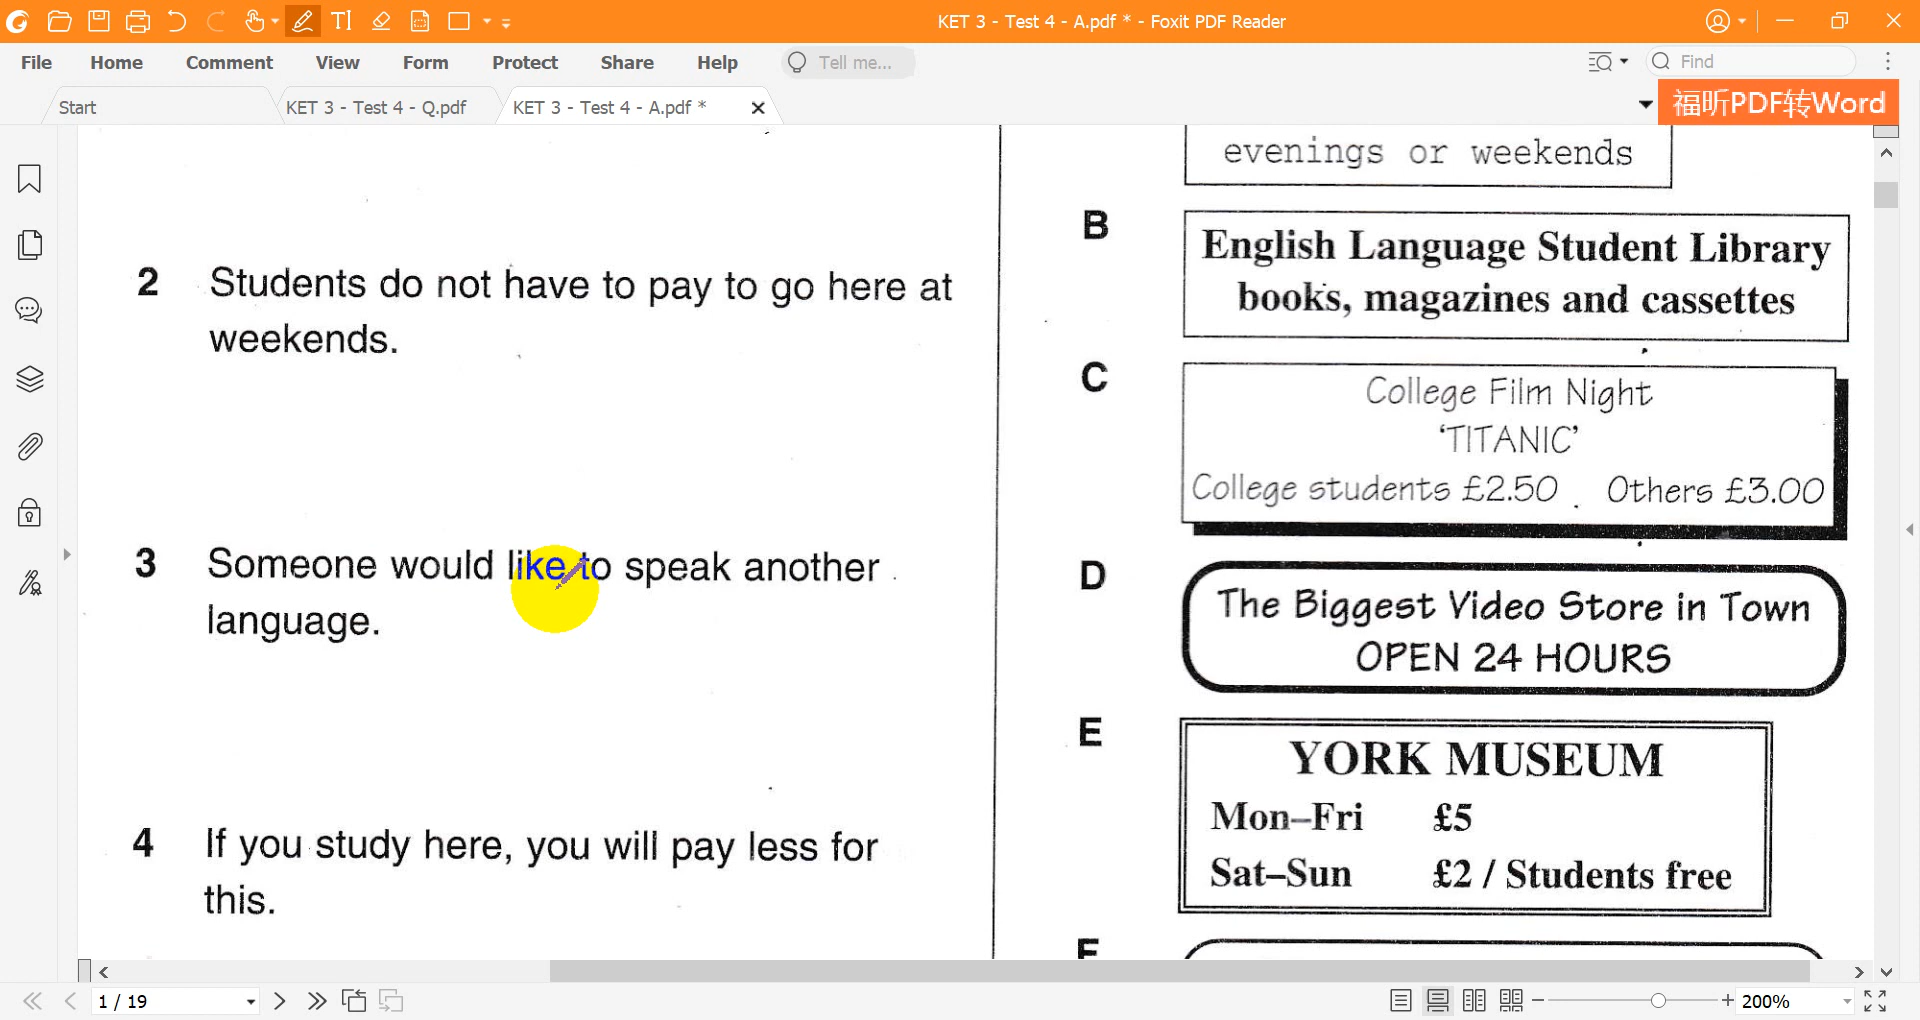 KET 3 - Test 4 - A.pdf * - Foxit PDF Reader
File Home Comment View Form Protect Share Help Tell me... Find
Start KET 3 - Test 4 - Q.pdf KET 3 - Test 4 - A.pdf *
福昕PDF转Word
2 Students do not have to pay to go here at
weekends.
3 Someone would like to speak another
language.
4 If you study here, you will pay less for
this.
evenings or weekends
B
English Language Student Library
books, magazines and cassettes
C
College Film Night
‘TITANIC’
College students £2.50 Others £3.00
D
The Biggest Video Store in Town
OPEN 24 HOURS
E
YORK MUSEUM
Mon–Fri £5
Sat–Sun £2 / Students free
1 / 19
200%